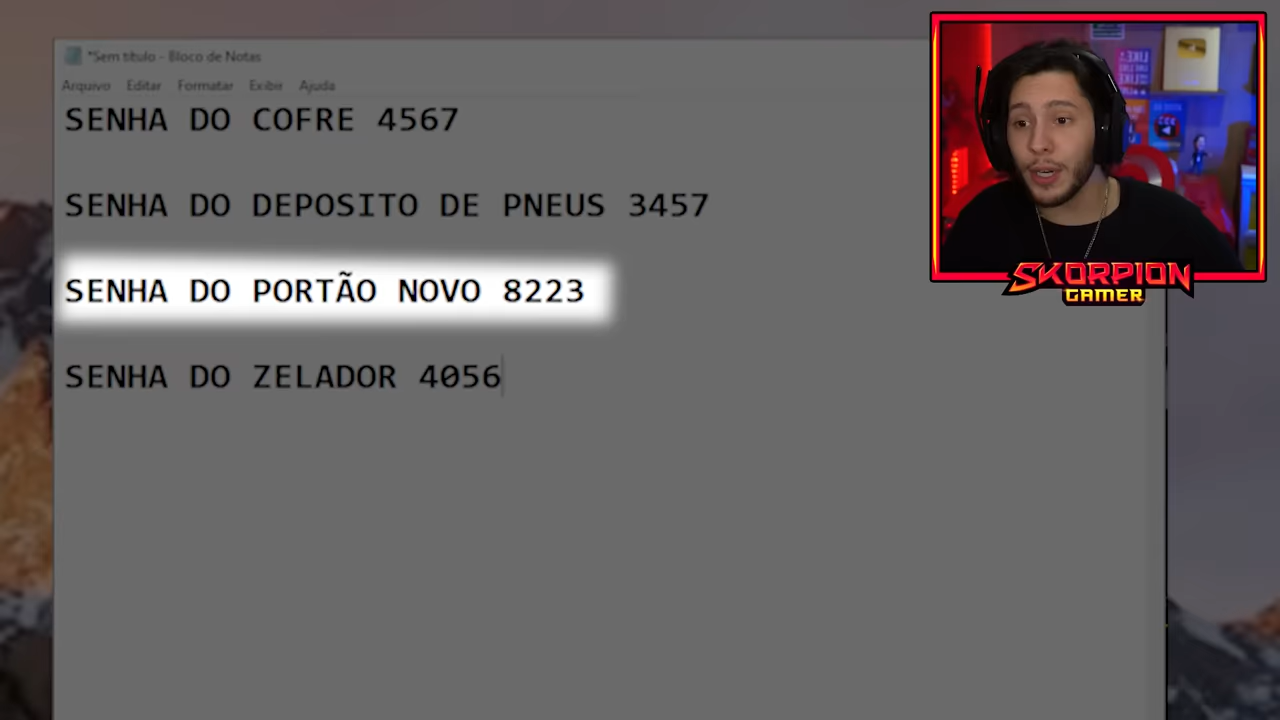 *Sem título - Bloco de Notas
Arquivo Editar Formatar Exibir Ajuda
SENHA DO COFRE 4567
SENHA DO DEPOSITO DE PNEUS 3457
SENHA DO PORTÃO NOVO 8223
SENHA DO ZELADOR 4056
SKORPION
GAMER